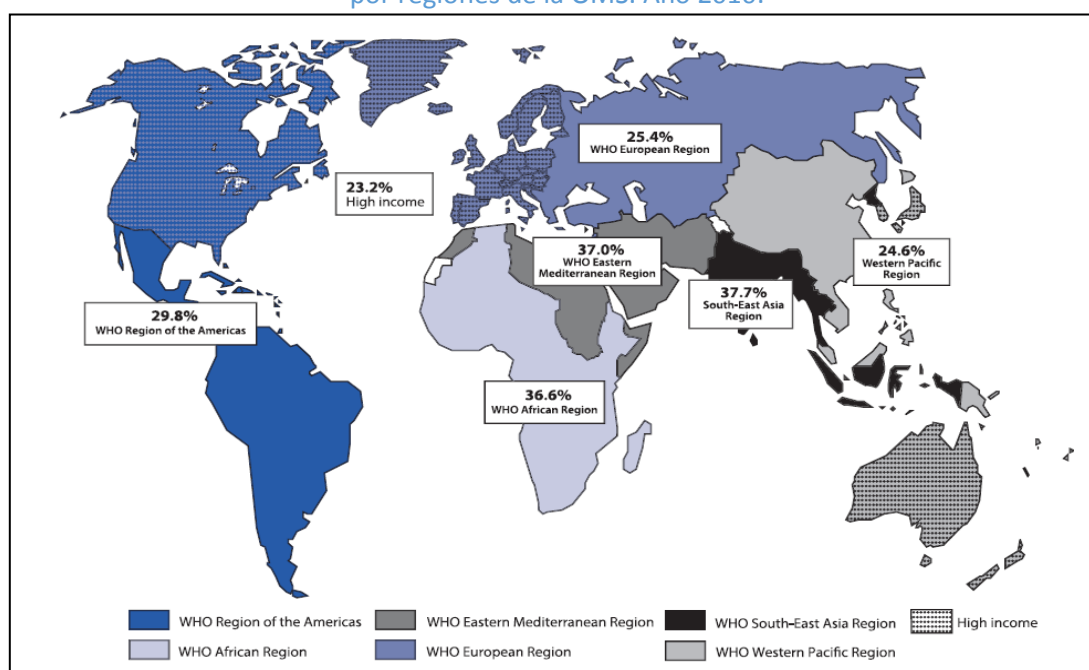 por regiones de la OMS. Año 2010.
25.4%
WHO European Region
23.2%
High income
37.0%
WHO Eastern
Mediterranean Region
24.6%
Western Pacific
Region
37.7%
South-East Asia
Region
29.8%
WHO Region of the Americas
36.6%
WHO African Region
WHO Region of the Americas
WHO Eastern Mediterranean Region
WHO South-East Asia Region
High income
WHO African Region
WHO European Region
WHO Western Pacific Region